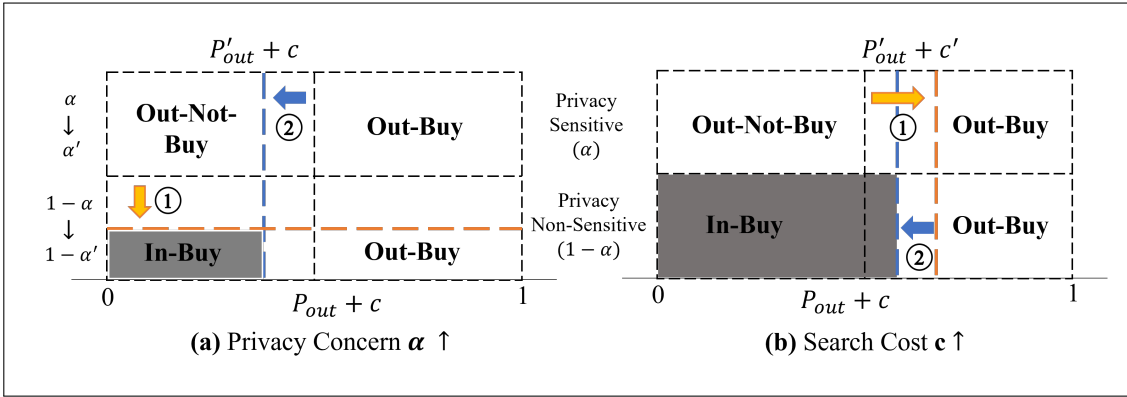 P′out + c
α
↓
α′
Out-Not-
Buy
②
Out-Buy
①
1 − α
↓
1 − α′
In-Buy
Out-Buy
0
Pout + c
1
(a) Privacy Concern α ↑
P′out + c′
Privacy
Sensitive
(α)
Out-Not-Buy
①
Out-Buy
Privacy
Non-Sensitive
(1 − α)
In-Buy
Out-Buy
②
0
Pout + c
1
(b) Search Cost c ↑